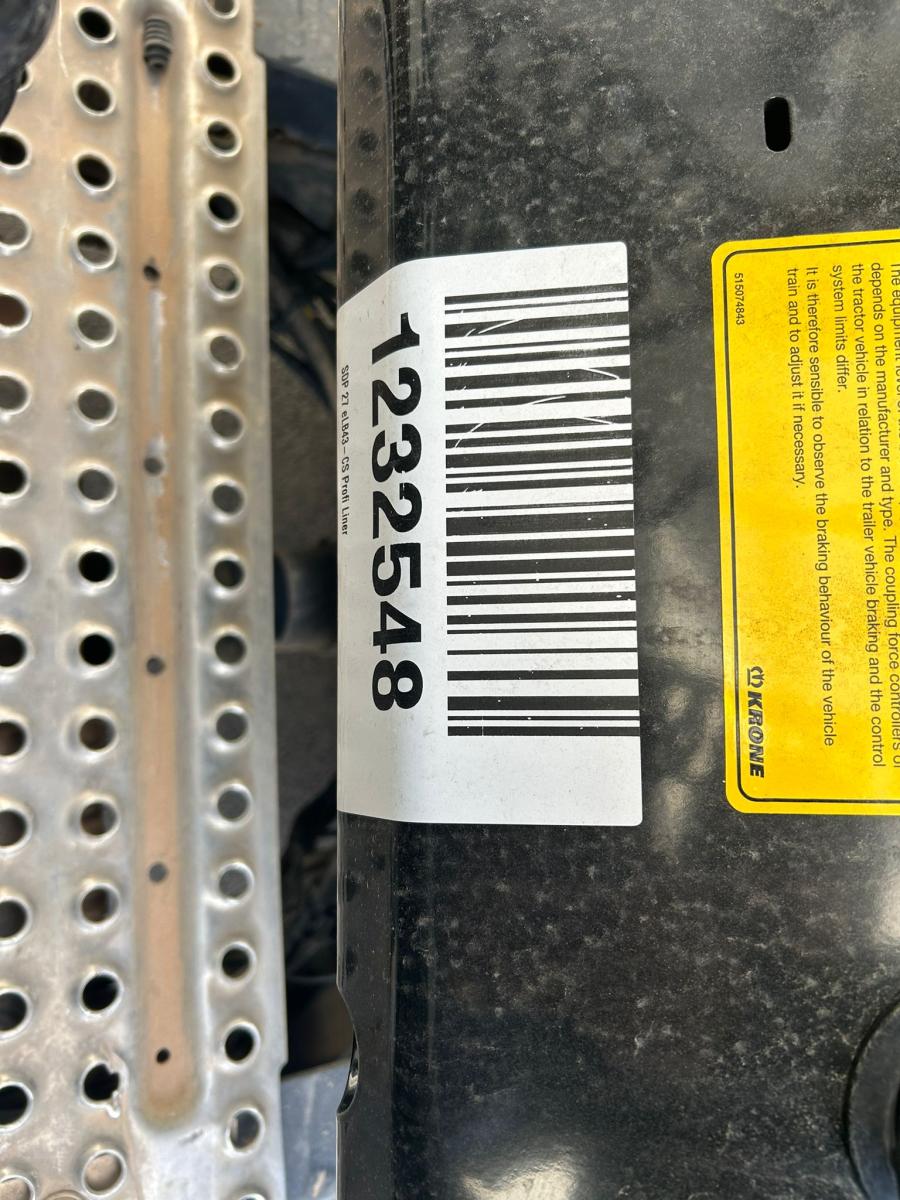 1232548
SDP 27 eLB43 - CS Profi Liner
depends on the manufacturer and type. The coupling force controllers of
the tractor vehicle in relation to the trailer vehicle braking and the control
system limits differ.
It is therefore sensible to observe the braking behaviour of the vehicle
train and to adjust it if necessary.
515074843
KRONE